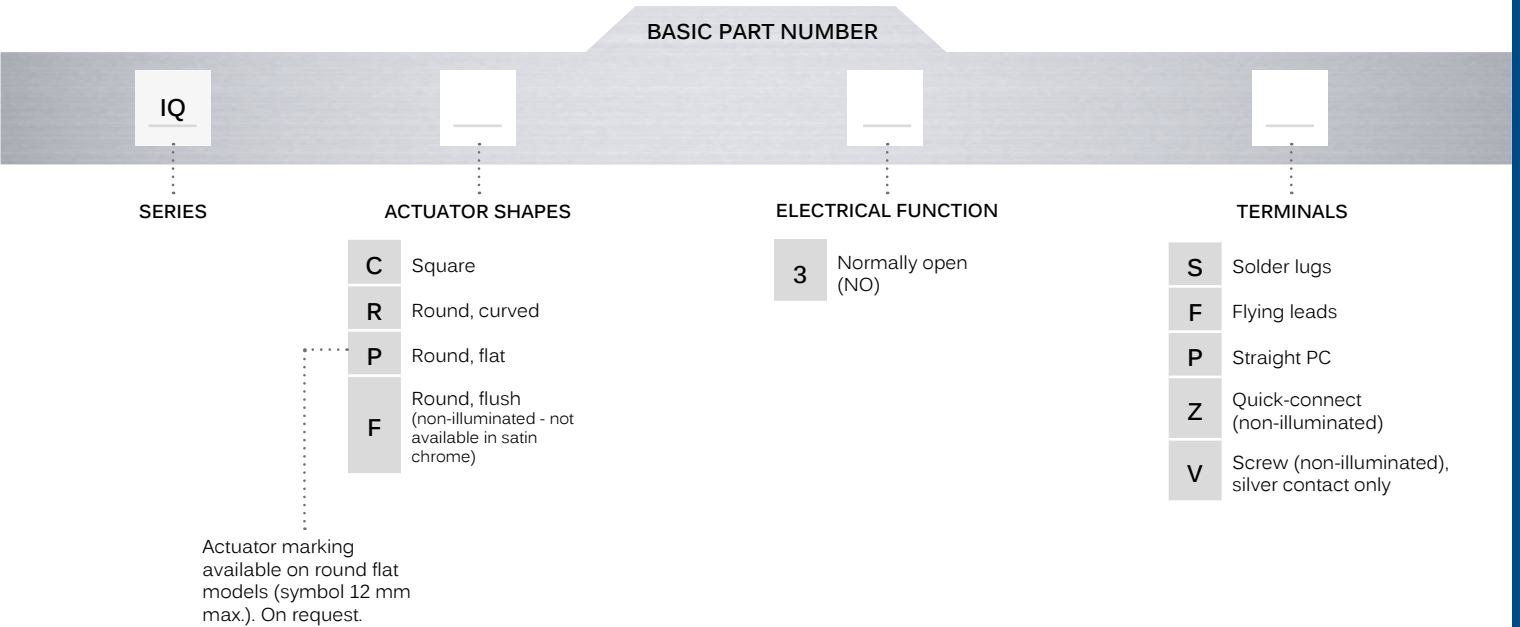 BASIC PART NUMBER
IQ
SERIES
ACTUATOR SHAPES
C Square
R Round, curved
P Round, flat
F Round, flush
(non-illuminated - not
available in satin
chrome)
Actuator marking
available on round flat
models (symbol 12 mm
max.). On request.
ELECTRICAL FUNCTION
3 Normally open
(NO)
TERMINALS
S Solder lugs
F Flying leads
P Straight PC
Z Quick-connect
(non-illuminated)
V Screw (non-illuminated),
silver contact only